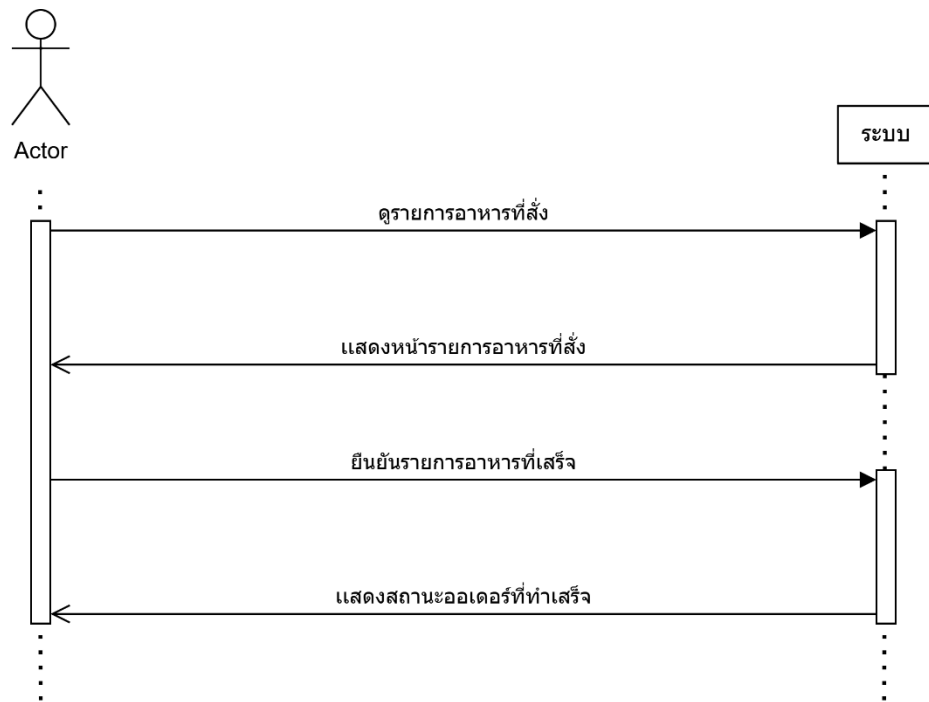 Actor
ระบบ
ดูรายการอาหารที่สั่ง
แสดงหน้ารายการอาหารที่สั่ง
ยืนยันรายการอาหารที่เสร็จ
แสดงสถานะออเดอร์ที่ทำเสร็จ